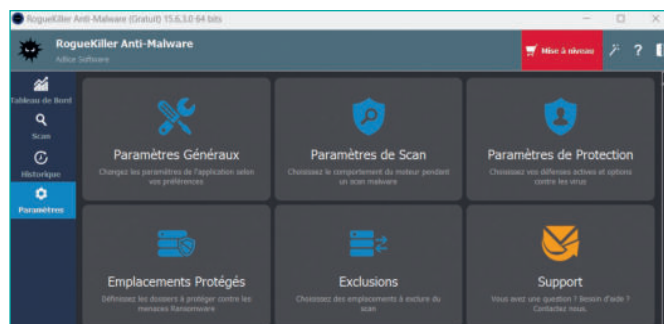 RogueKiller Anti-Malware (Gratuit) 15.6.3.0 64 bits
RogueKiller Anti-Malware
Adlice Software
Mise à niveau
?
Tableau de Bord
Scan
Historique
Paramètres
Paramètres Généraux
Changez les paramètres de l'application selon
vos préférences
Paramètres de Scan
Choisissez le comportement du moteur pendant
un scan malware
Paramètres de Protection
Choisissez vos défenses actives et options
contre les virus
Emplacements Protégés
Définissez les dossiers à protéger contre les
menaces Ransomware
Exclusions
Choisissez des emplacements à exclure du
scan
Support
Vous avez une question ? Besoin d'aide ?
Contactez nous.